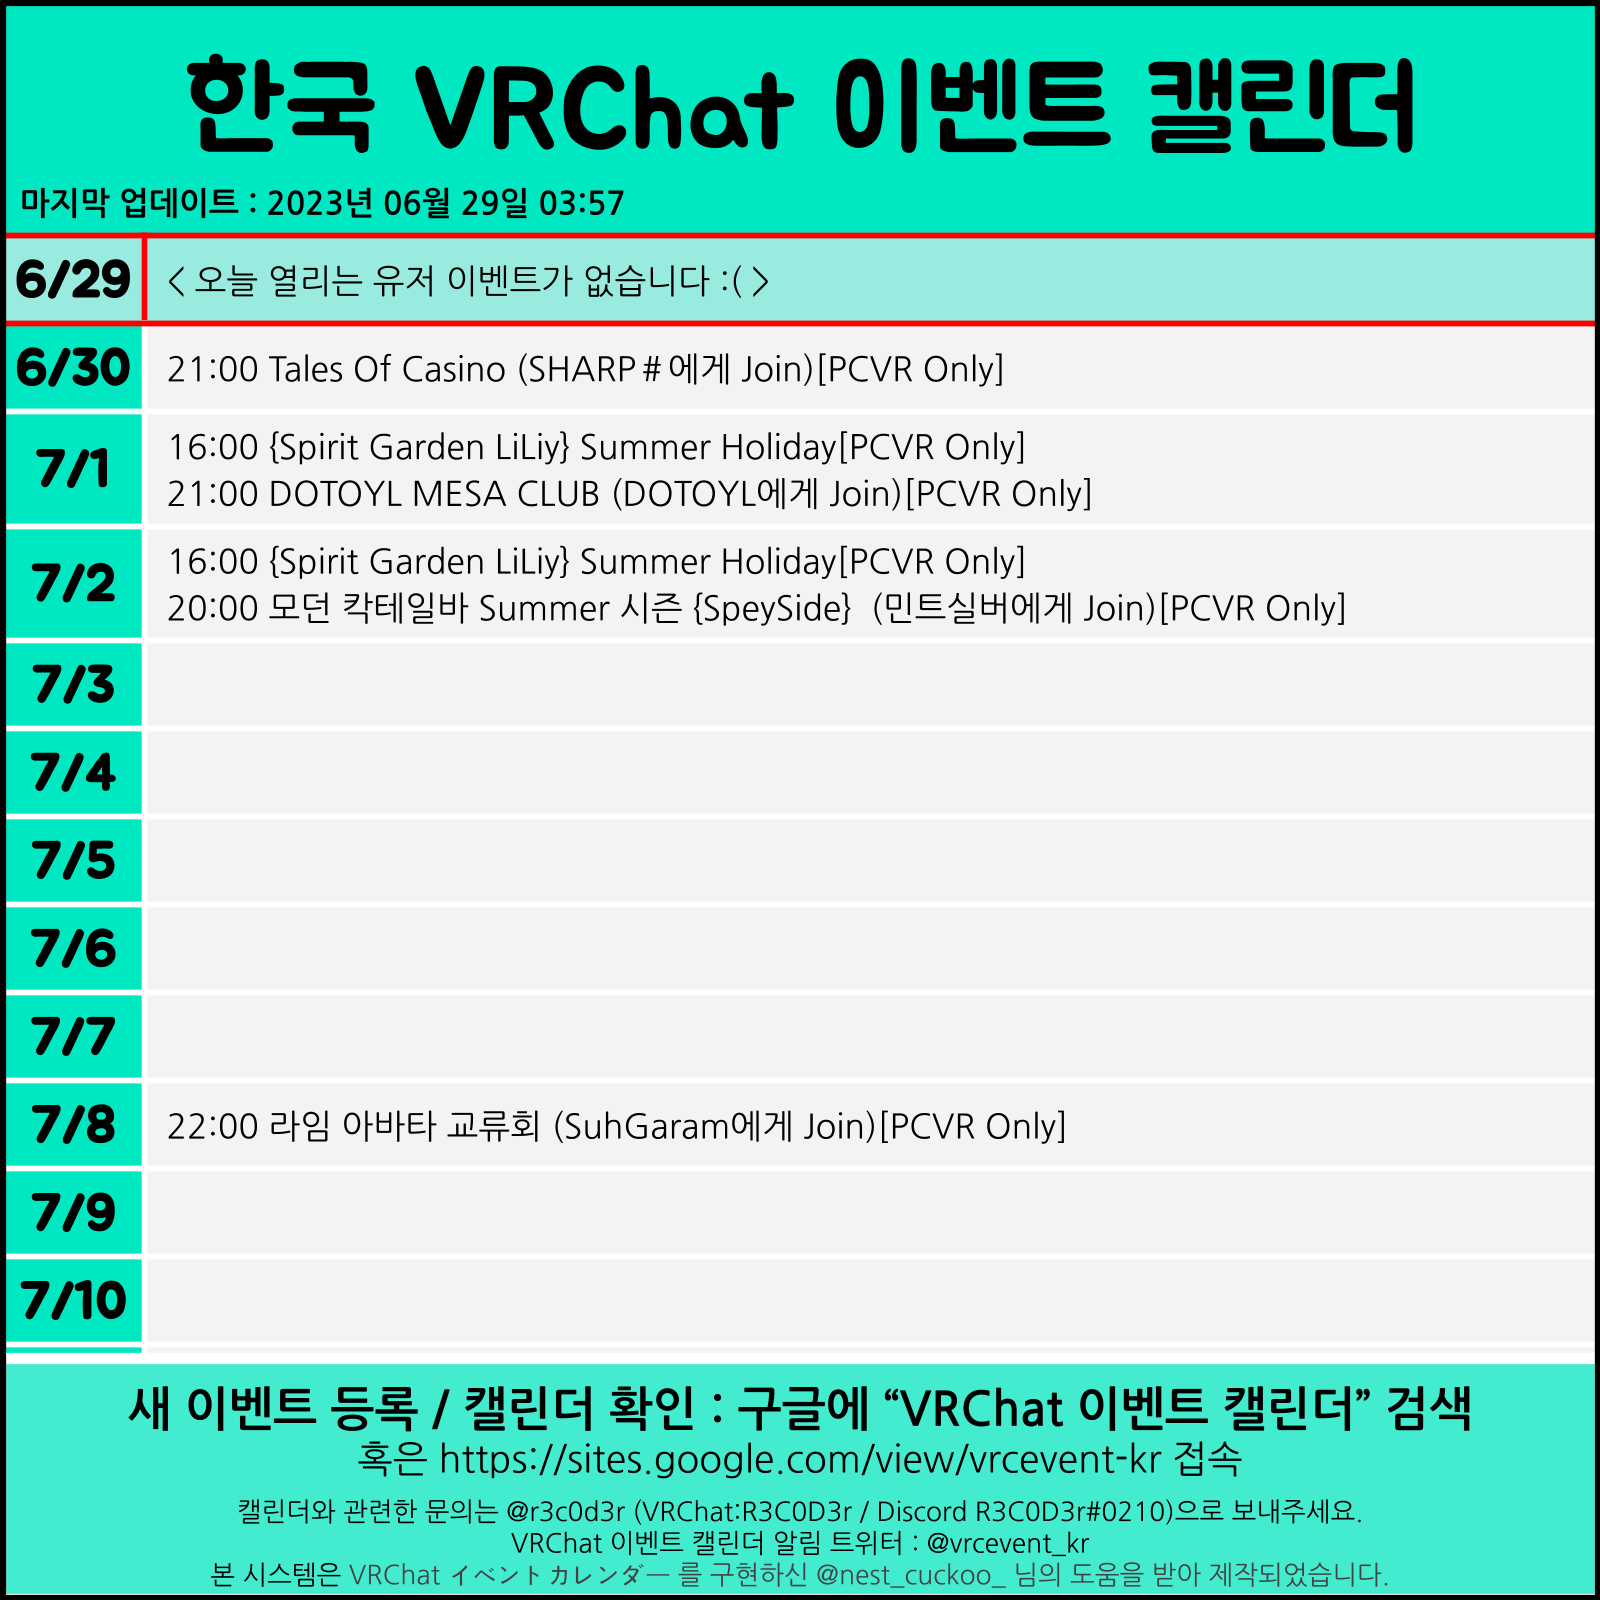 한국 VRChat 이벤트 캘린더
마지막 업데이트 : 2023년 06월 29일 03:57
6/29 < 오늘 열리는 유저 이벤트가 없습니다 :( >
6/30 21:00 Tales Of Casino (SHARP＃에게 Join)[PCVR Only]
7/1 16:00 {Spirit Garden LiLiy} Summer Holiday[PCVR Only]
21:00 DOTOYL MESA CLUB (DOTOYL에게 Join)[PCVR Only]
7/2 16:00 {Spirit Garden LiLiy} Summer Holiday[PCVR Only]
20:00 모던 칵테일바 Summer 시즌 {SpeySide}  (민트실버에게 Join)[PCVR Only]
7/3
7/4
7/5
7/6
7/7
7/8 22:00 라임 아바타 교류회 (SuhGaram에게 Join)[PCVR Only]
7/9
7/10
새 이벤트 등록 / 캘린더 확인 : 구글에 “VRChat 이벤트 캘린더” 검색
혹은 https://sites.google.com/view/vrcevent-kr 접속
캘린더와 관련한 문의는 @r3c0d3r (VRChat:R3C0D3r / Discord R3C0D3r#0210)으로 보내주세요.
VRChat 이벤트 캘린더 알림 트위터 : @vrcevent_kr
본 시스템은 VRChat イベントカレンダー 를 구현하신 @nest_cuckoo_ 님의 도움을 받아 제작되었습니다.